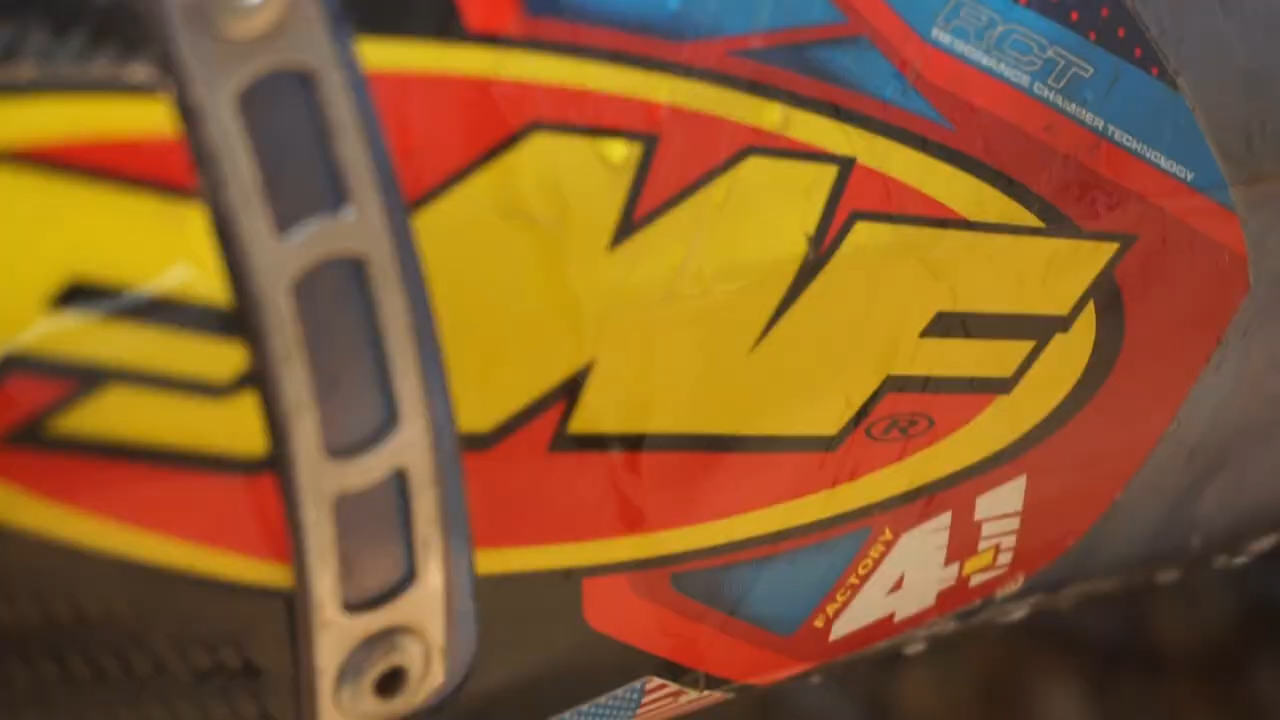 RCT
RESONANCE CHAMBER TECHNOLOGY
FMF
®
FACTORY
4.1